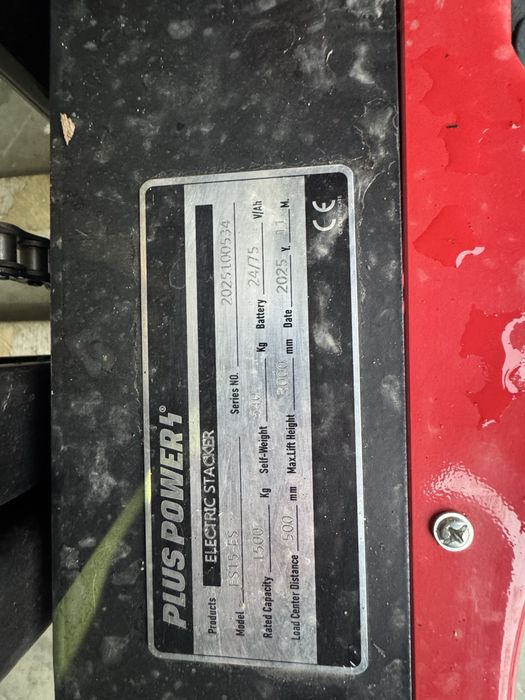 PLUS POWER®
Products ELECTRIC STACKER
Model ES15-ES Series NO. 2025100534
Rated Capacity 1500 Kg Self-Weight Kg Battery 24/75 V/Ah
Load Center Distance 500 mm Max.Lift Height 3000 mm Date 2025 Y. 11 M.
CE